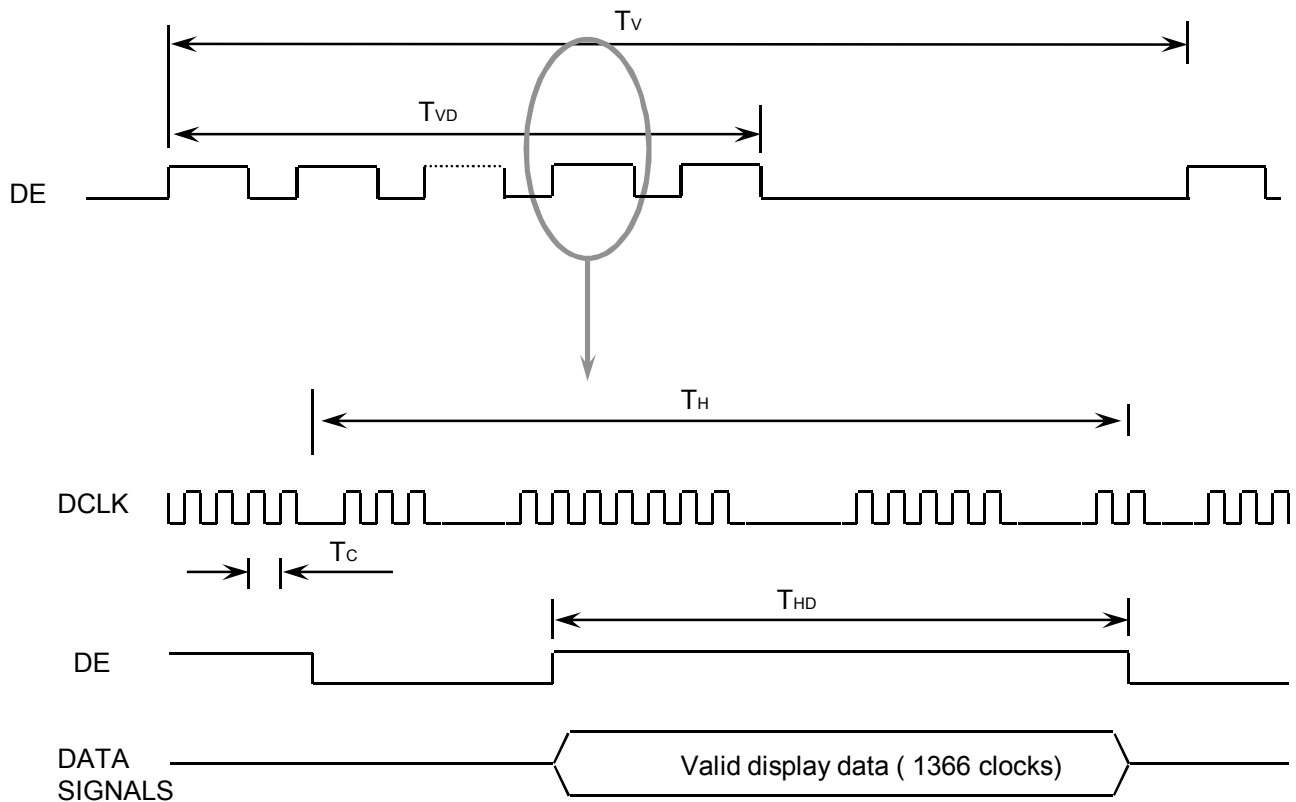 TV
TVD
DE
TH
DCLK
TC
THD
DE
DATA
SIGNALS
Valid display data ( 1366 clocks)